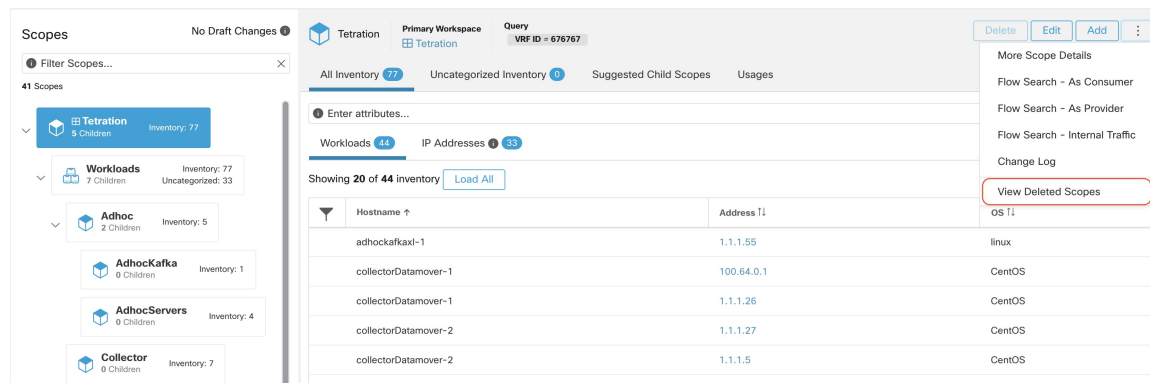 Scopes
No Draft Changes
Filter Scopes...
41 Scopes
Tetration
5 Children
Inventory: 77
Workloads
7 Children
Inventory: 77
Uncategorized: 33
Adhoc
2 Children
Inventory: 5
AdhocKafka
0 Children
Inventory: 1
AdhocServers
0 Children
Inventory: 4
Collector
0 Children
Inventory: 7
Tetration
Primary Workspace
Tetration
Query
VRF ID = 676767
Delete Edit Add
All Inventory 77 Uncategorized Inventory 0 Suggested Child Scopes Usages
Enter attributes...
Workloads 44 IP Addresses 33
Showing 20 of 44 inventory Load All
More Scope Details
Flow Search - As Consumer
Flow Search - As Provider
Flow Search - Internal Traffic
Change Log
View Deleted Scopes
Hostname ↑ Address ↑↓ OS ↑↓
adhockafkaxl-1 1.1.1.55 linux
collectorDatamover-1 100.64.0.1 CentOS
collectorDatamover-1 1.1.1.26 CentOS
collectorDatamover-2 1.1.1.27 CentOS
collectorDatamover-2 1.1.1.5 CentOS